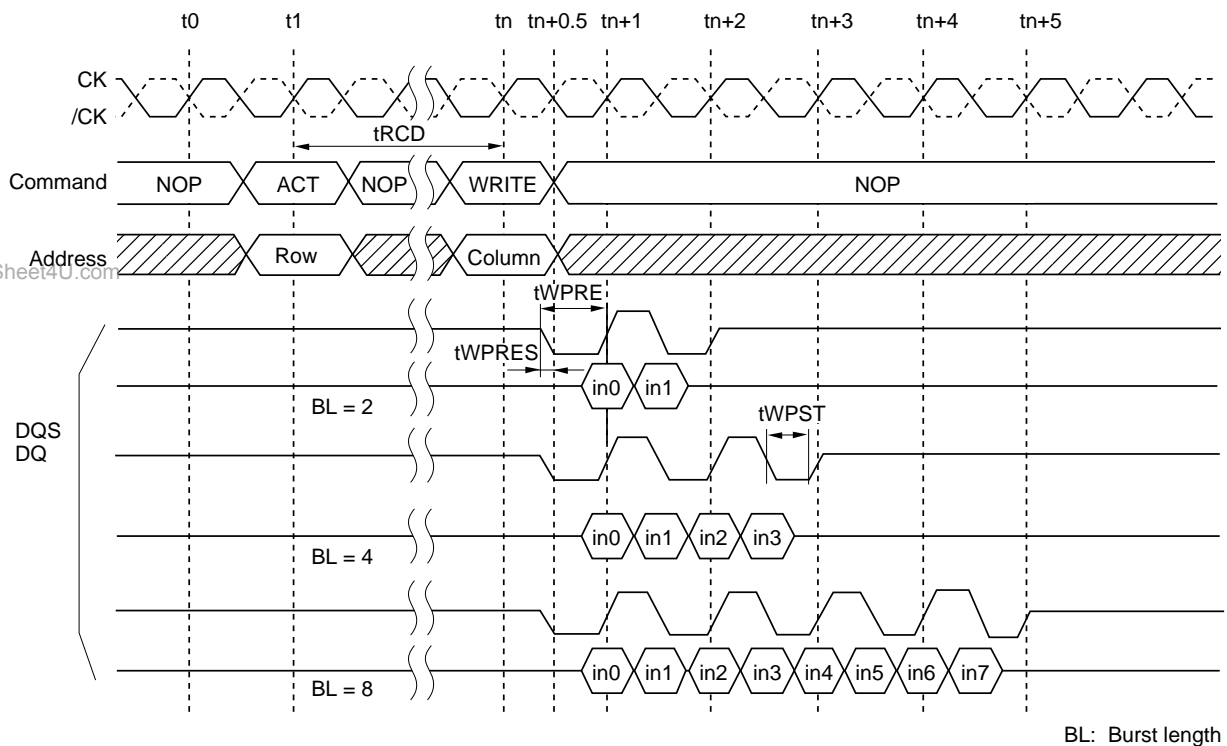 t0 t1 tn tn+0.5 tn+1 tn+2 tn+3 tn+4 tn+5
CK
/CK
tRCD
Command NOP ACT NOP WRITE NOP
Address Row Column
Sheet4U.com
tWPRE
tWPRES
in0 in1
BL = 2
tWPST
DQS
DQ
in0 in1 in2 in3
BL = 4
in0 in1 in2 in3 in4 in5 in6 in7
BL = 8
BL: Burst length